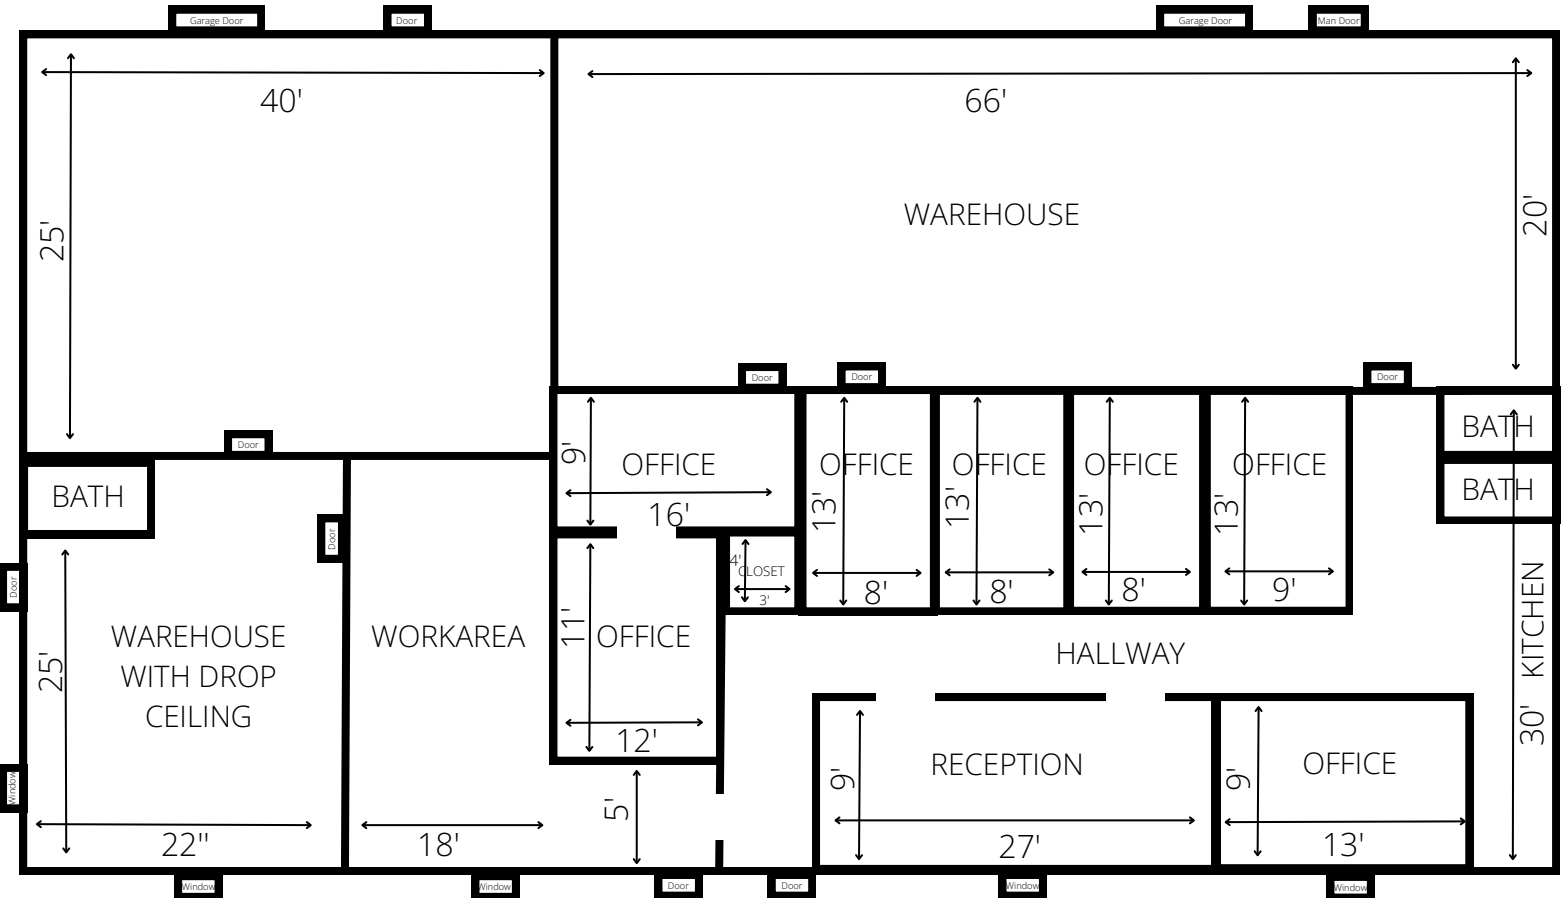 Garage Door
Door
Garage Door
Man Door
40'
66'
25'
WAREHOUSE
20'
Door
Door
Door
Door
BATH
9'
OFFICE
16'
OFFICE
13'
8'
OFFICE
13'
8'
OFFICE
13'
8'
OFFICE
13'
9'
BATH
BATH
Door
Door
4'
CLOSET
3'
WAREHOUSE
WITH DROP
CEILING
25'
22"
WORKAREA
18'
11'
OFFICE
12'
5'
HALLWAY
KITCHEN
30'
RECEPTION
9'
27'
OFFICE
9'
13'
Window
Window
Window
Door
Door
Window
Window